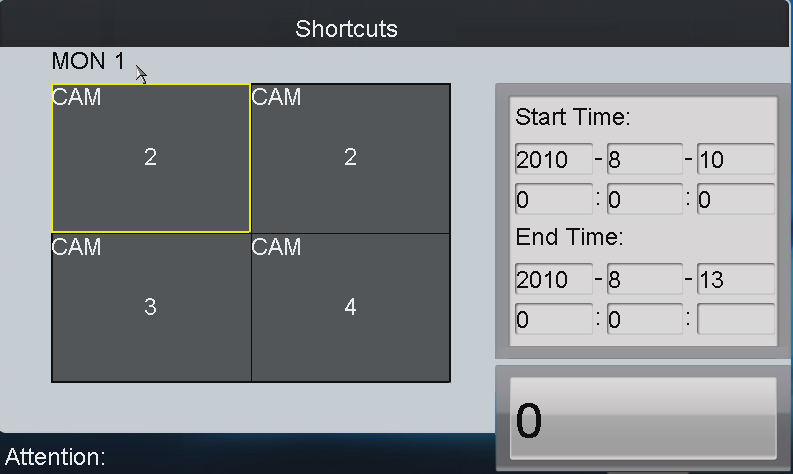 Shortcuts
MON 1
CAM CAM
2 2
CAM CAM
3 4
Start Time:
2010 - 8 - 10
0 : 0 : 0
End Time:
2010 - 8 - 13
0 : 0 :
0
Attention: